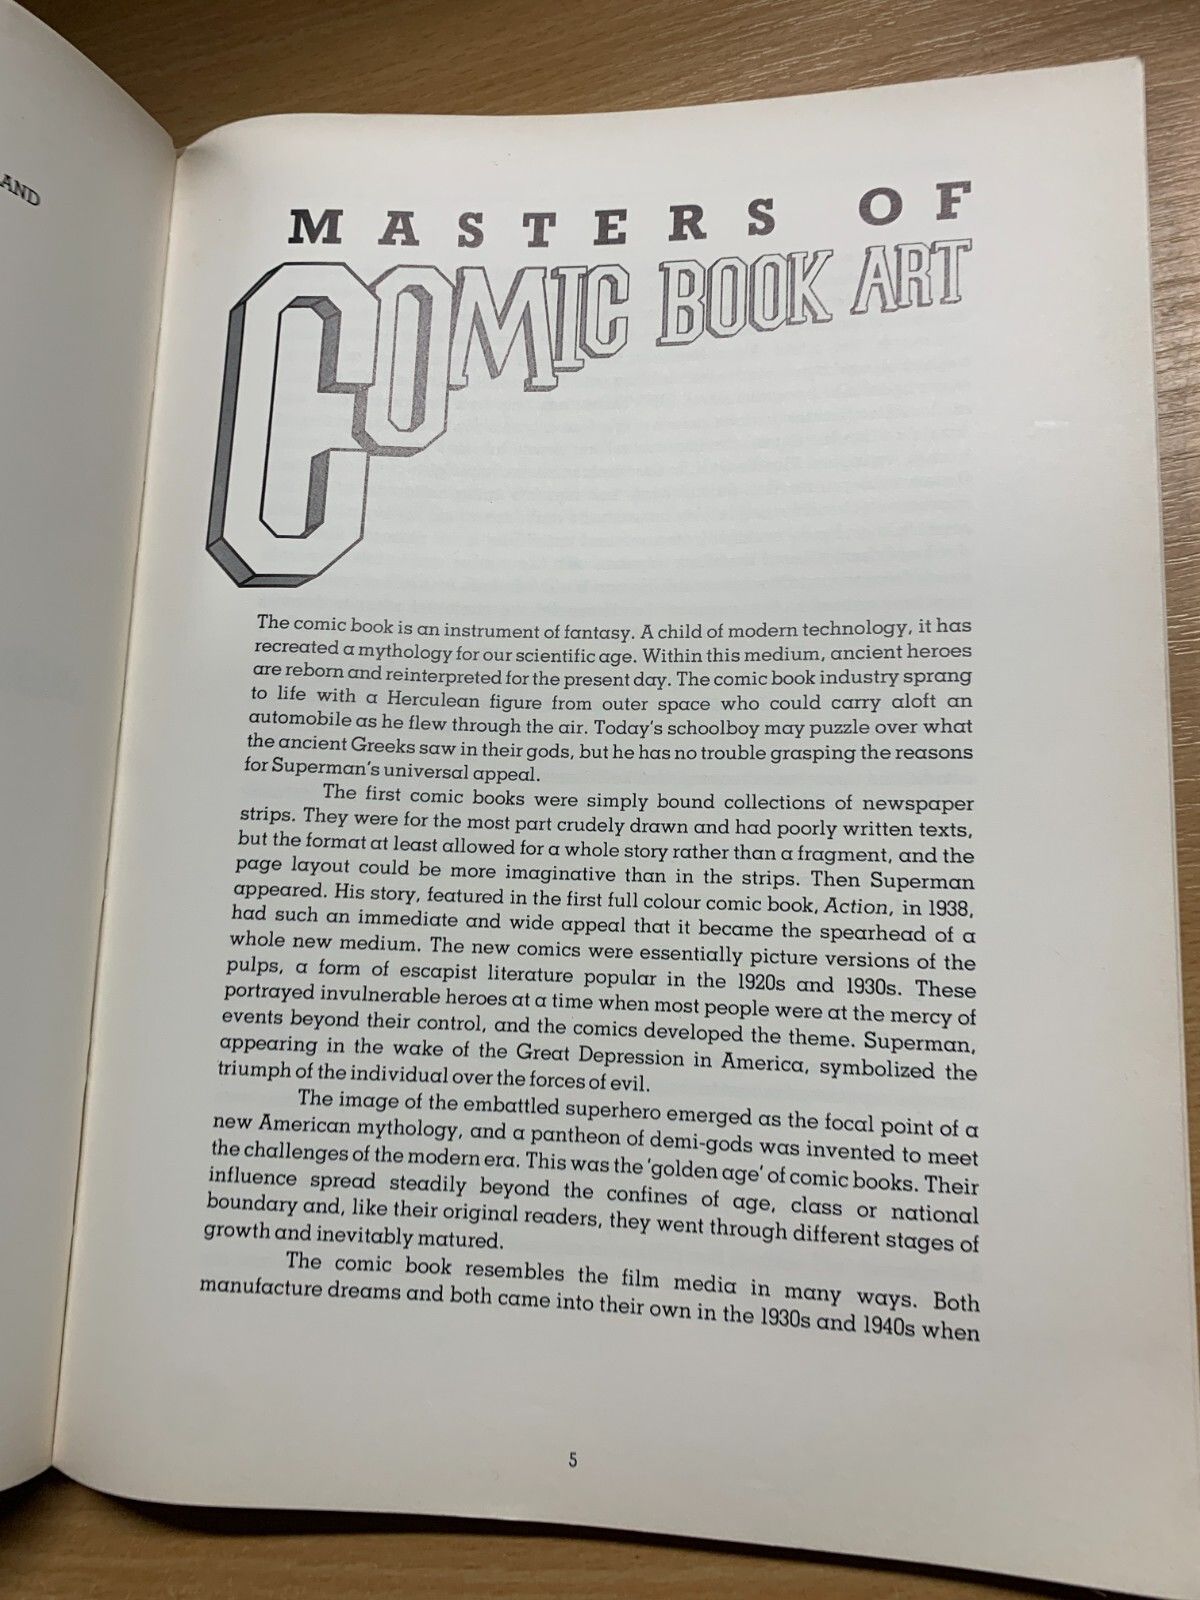 AND
MASTERS OF
COMIC BOOK ART
The comic book is an instrument of fantasy. A child of modern technology, it has
recreated a mythology for our scientific age. Within this medium, ancient heroes
are reborn and reinterpreted for the present day. The comic book industry sprang
to life with a Herculean figure from outer space who could carry aloft an
automobile as he flew through the air. Today's schoolboy may puzzle over what
the ancient Greeks saw in their gods, but he has no trouble grasping the reasons
for Superman's universal appeal.
The first comic books were simply bound collections of newspaper
strips. They were for the most part crudely drawn and had poorly written texts,
but the format at least allowed for a whole story rather than a fragment, and the
page layout could be more imaginative than in the strips. Then Superman
appeared. His story, featured in the first full colour comic book, Action, in 1938,
had such an immediate and wide appeal that it became the spearhead of a
whole new medium. The new comics were essentially picture versions of the
pulps, a form of escapist literature popular in the 1920s and 1930s. These
portrayed invulnerable heroes at a time when most people were at the mercy of
events beyond their control, and the comics developed the theme. Superman,
appearing in the wake of the Great Depression in America, symbolized the
triumph of the individual over the forces of evil.
The image of the embattled superhero emerged as the focal point of a
new American mythology, and a pantheon of demi-gods was invented to meet
the challenges of the modern era. This was the 'golden age' of comic books. Their
influence spread steadily beyond the confines of age, class or national
boundary and, like their original readers, they went through different stages of
growth and inevitably matured.
The comic book resembles the film media in many ways. Both
manufacture dreams and both came into their own in the 1930s and 1940s when
5